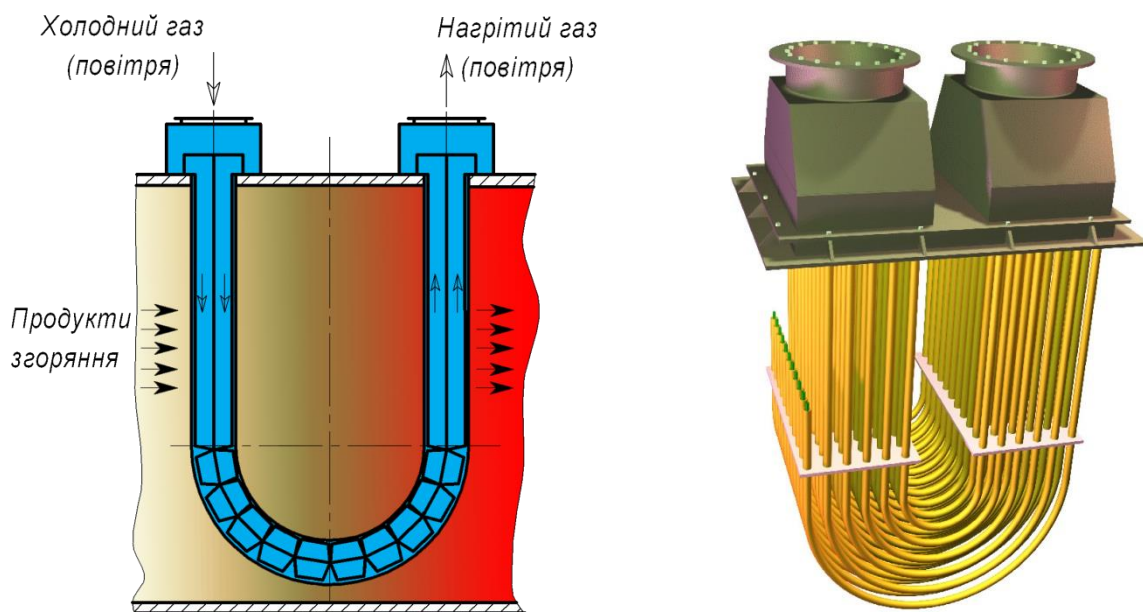 Холодний газ
(повітря)
Нагрітий газ
(повітря)
Продукти
згоряння